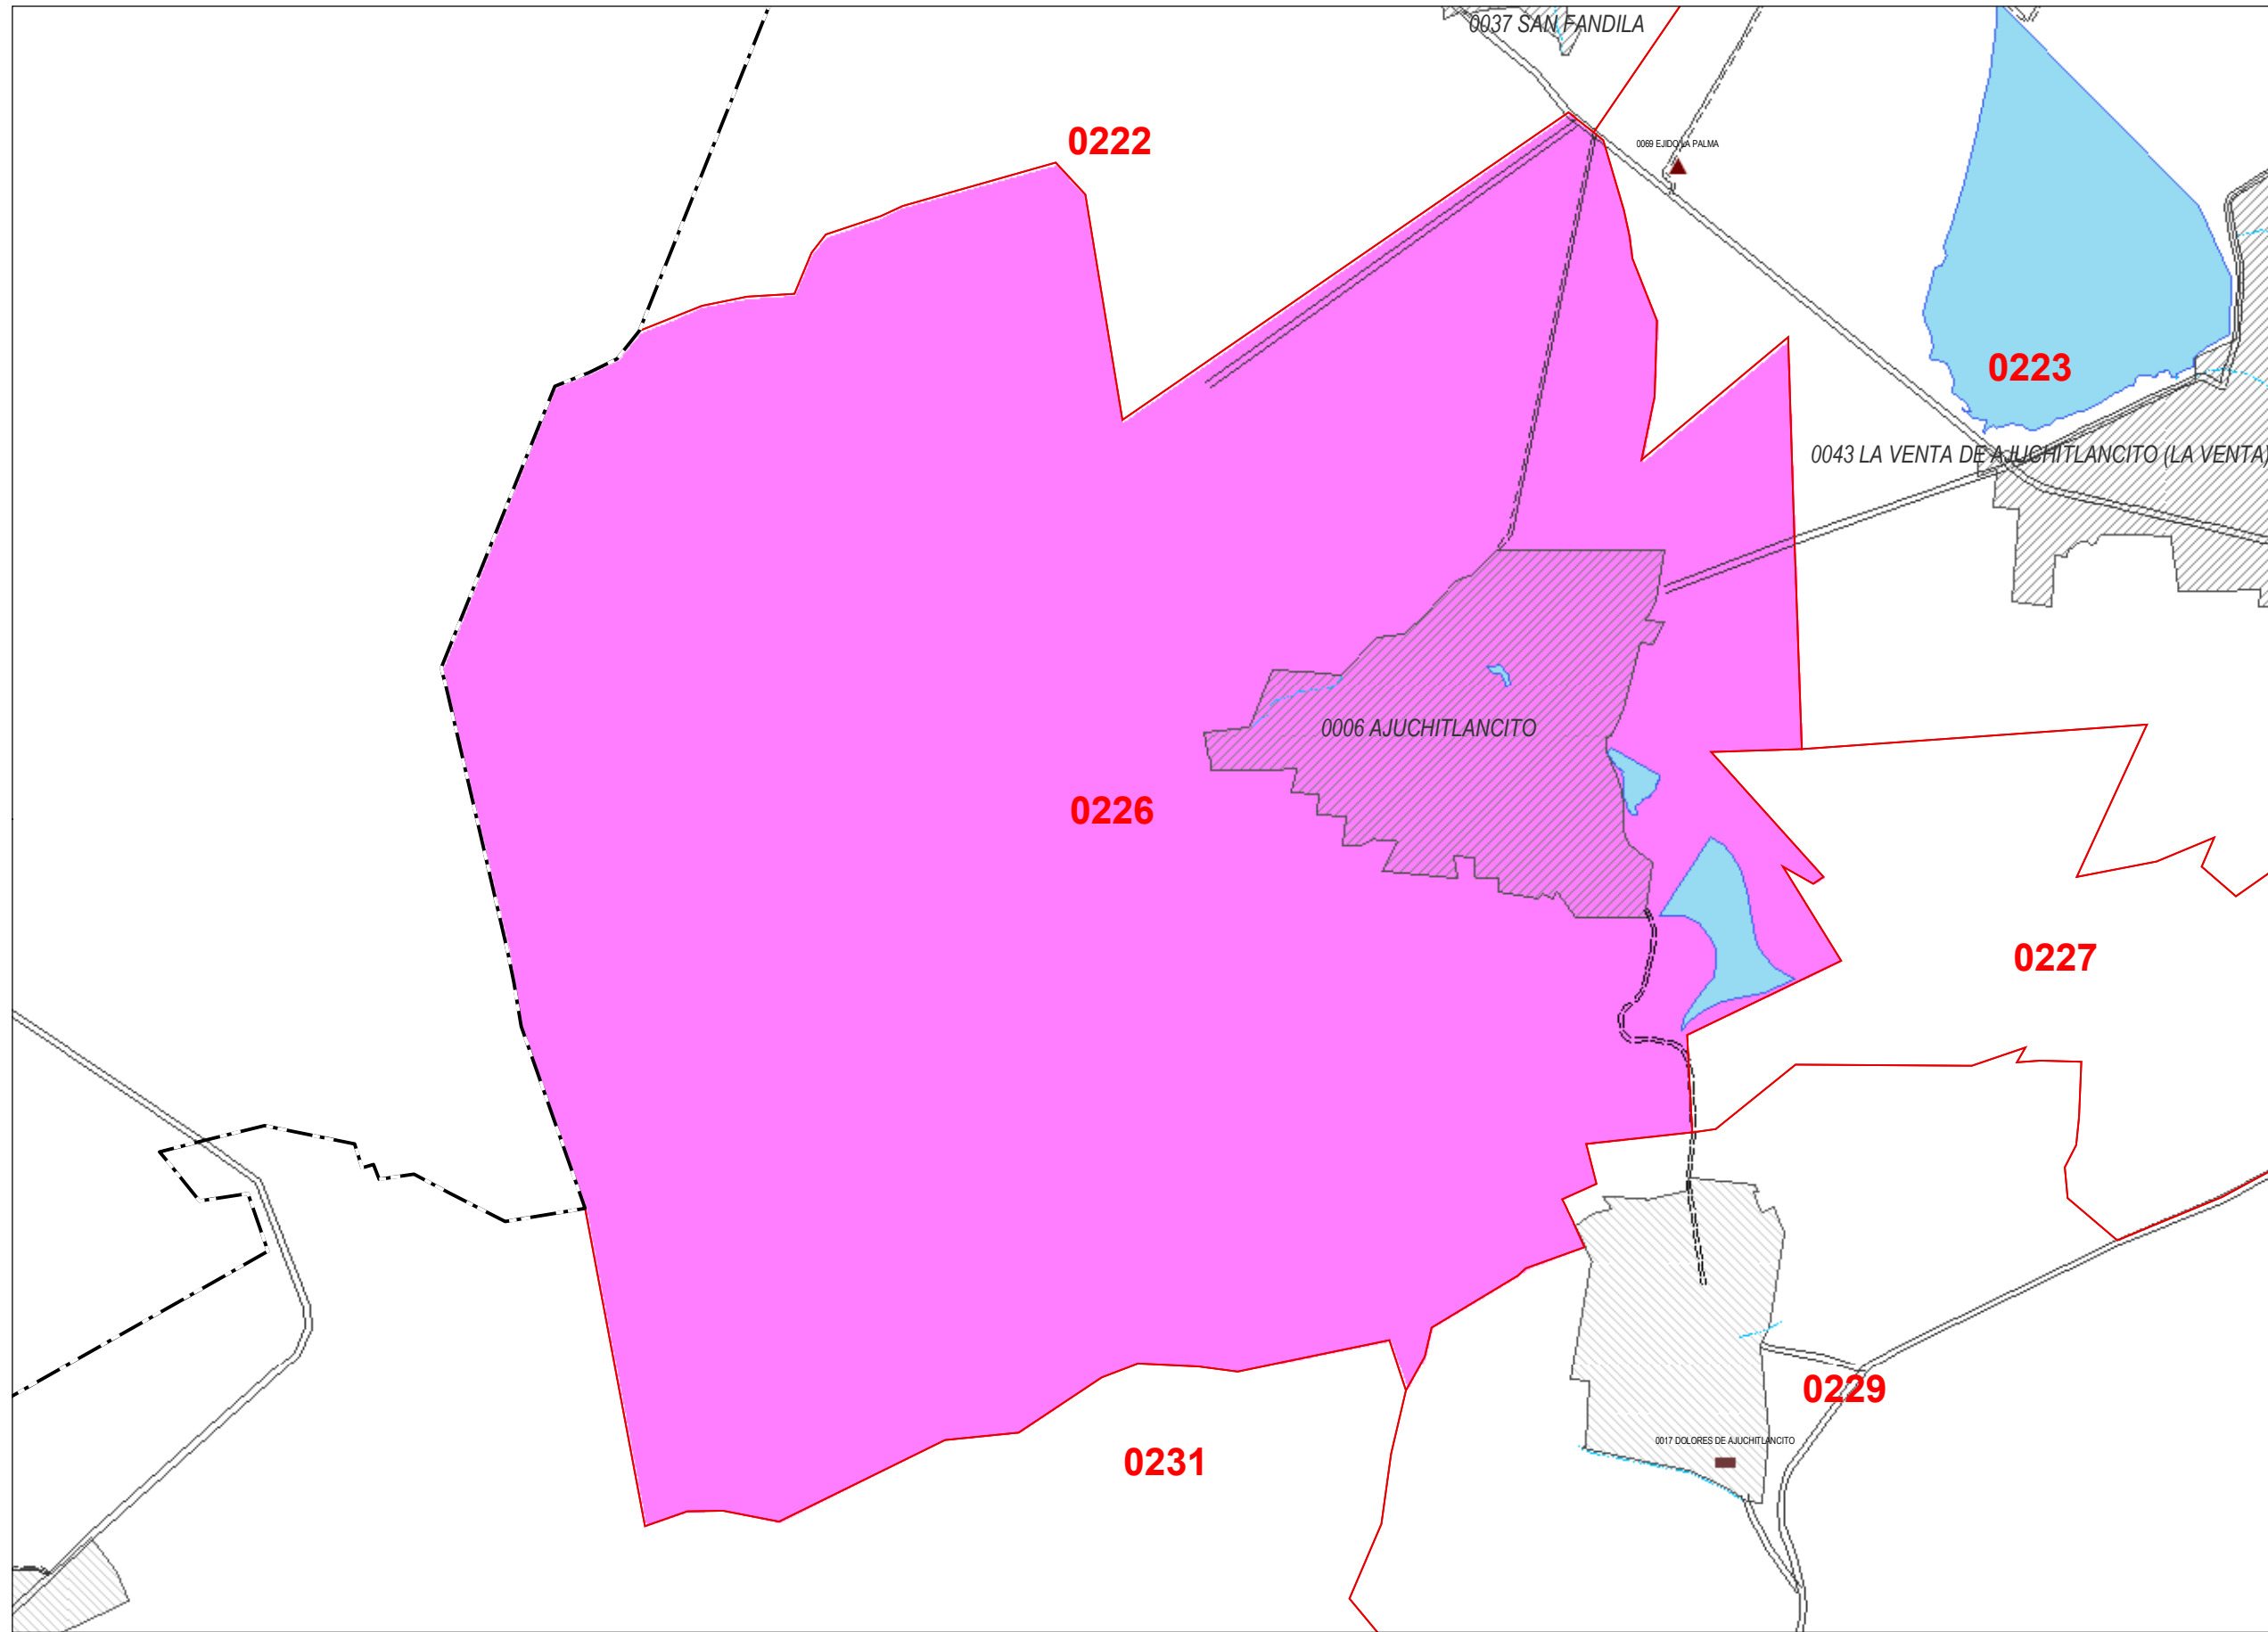 0037 SAN FANDILA
0222
0069 EJIDO LA PALMA
0223
0043 LA VENTA DE AJUCHITLANCITO (LA VENTA)
0006 AJUCHITLANCITO
0226
0227
0229
0017 DOLORES DE AJUCHITLANCITO
0231